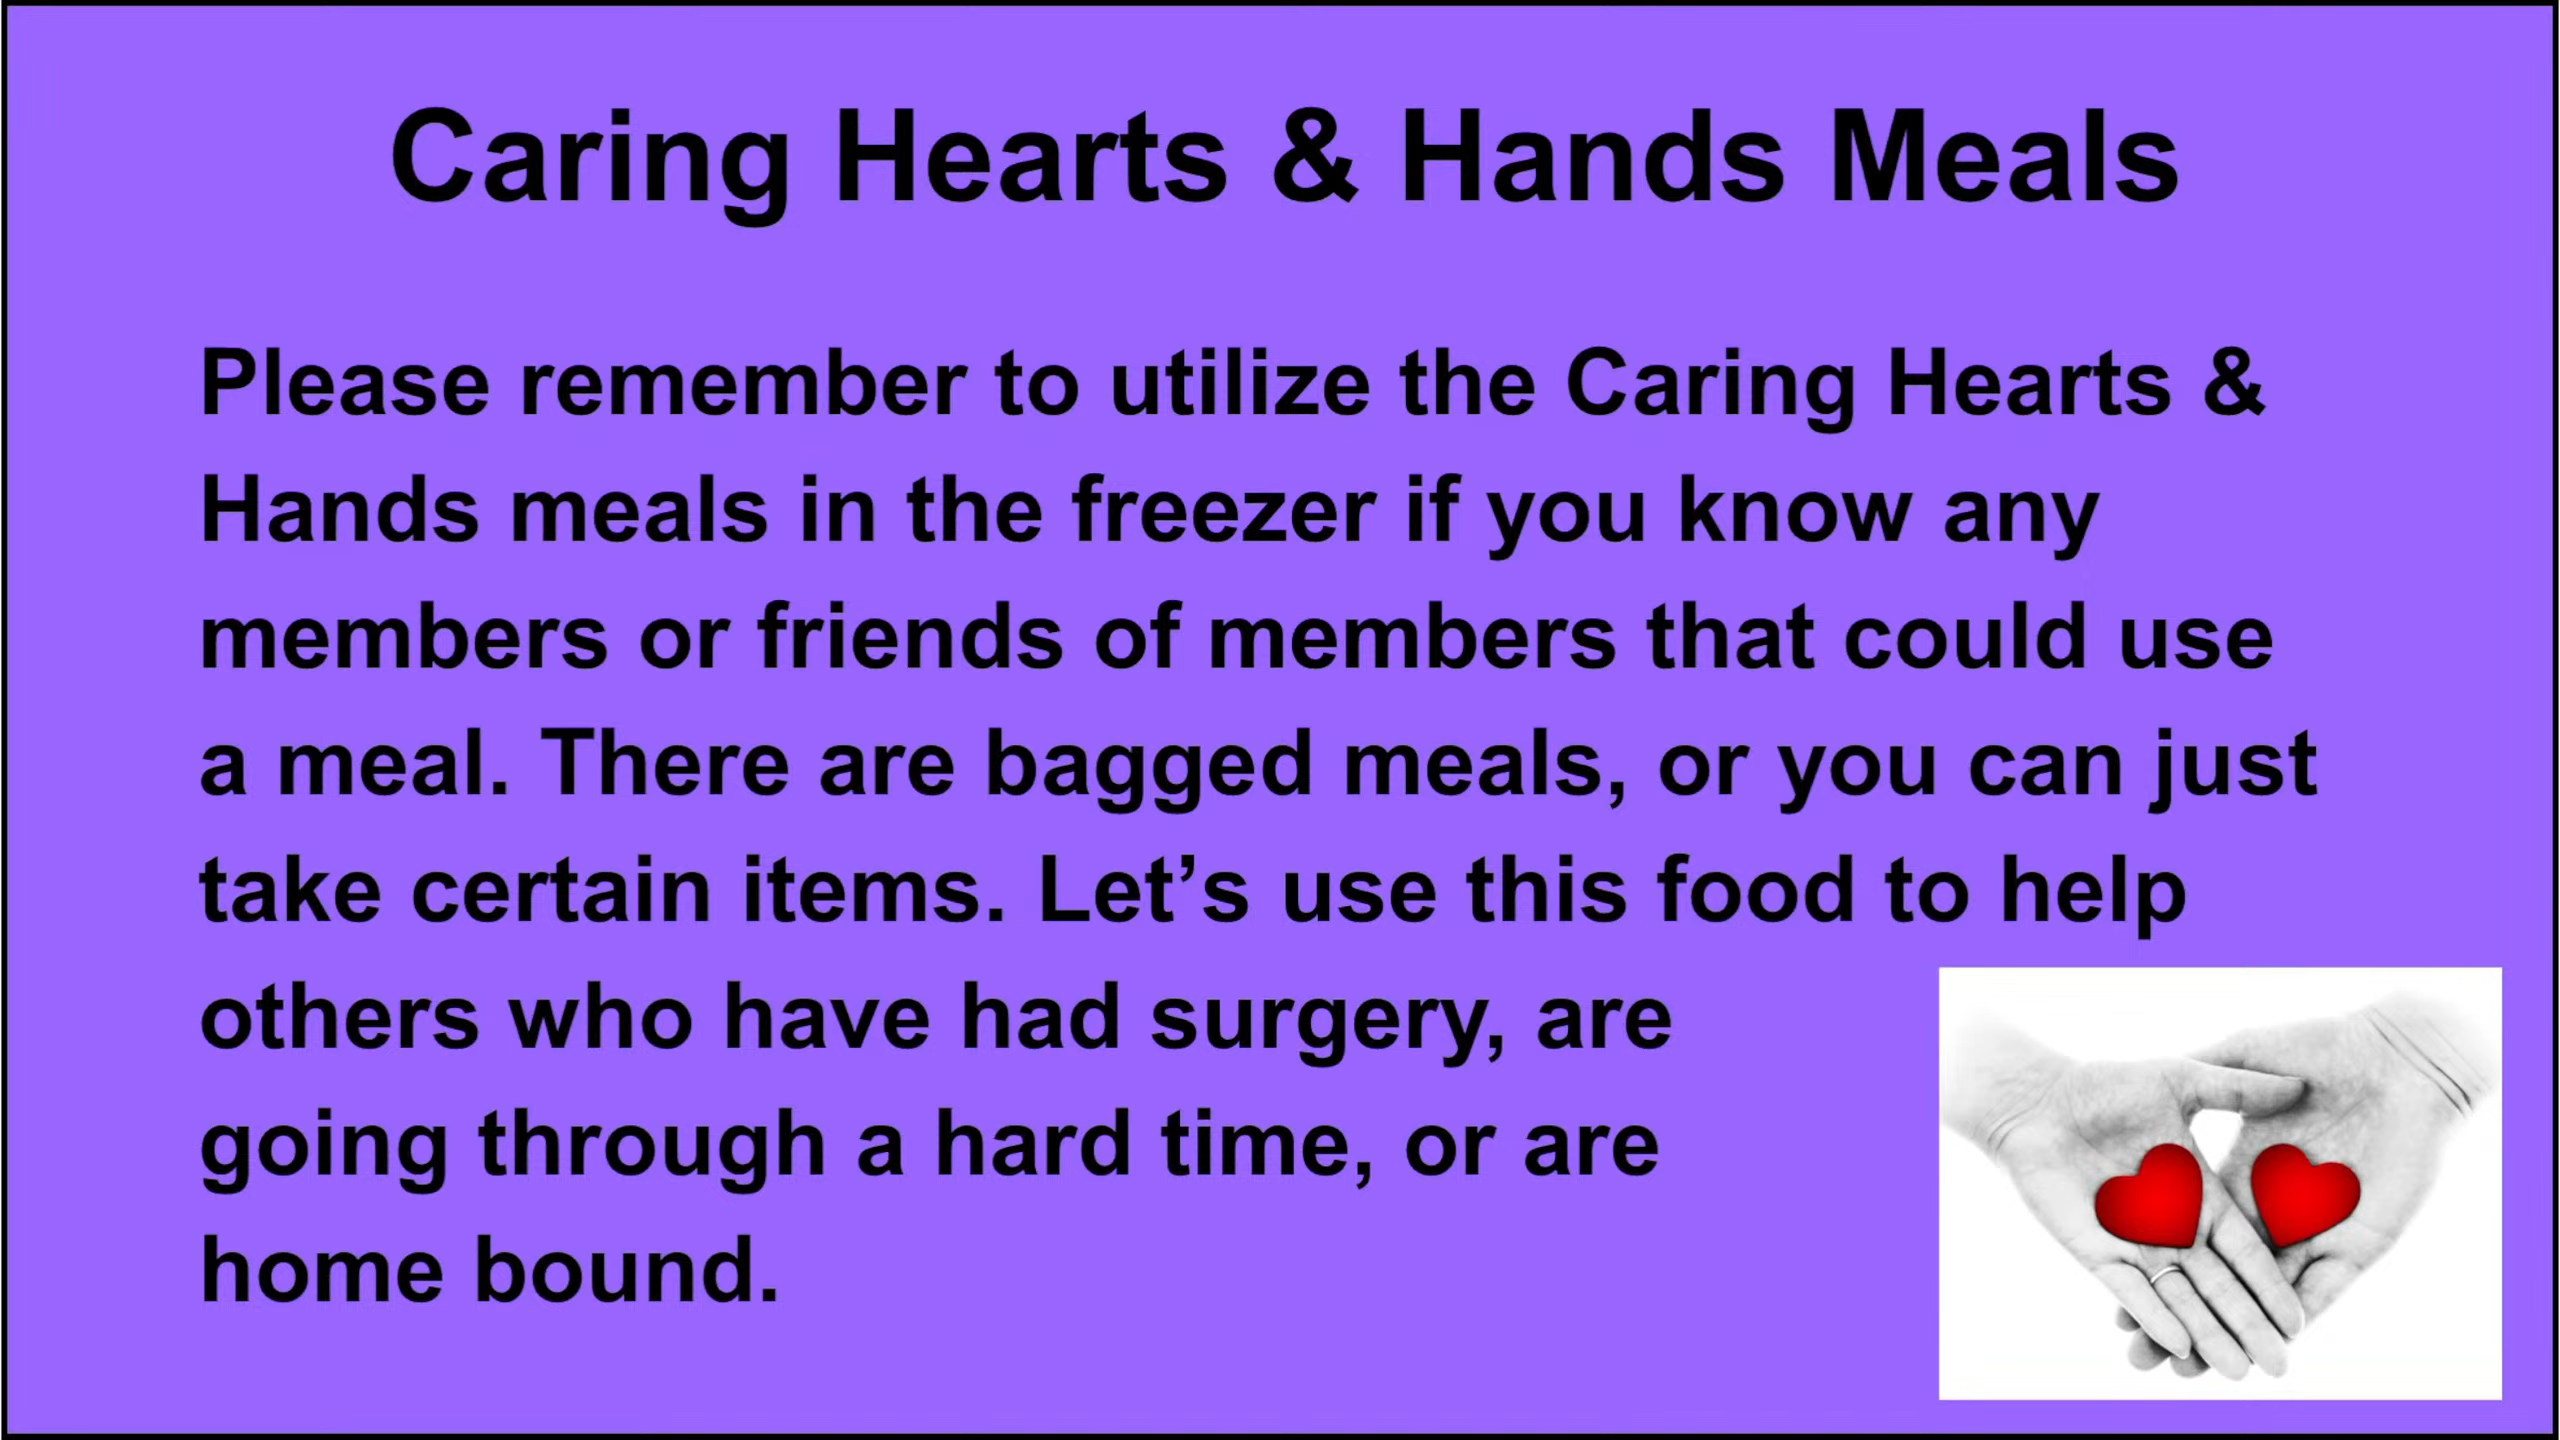 Caring Hearts & Hands Meals
Please remember to utilize the Caring Hearts &
Hands meals in the freezer if you know any
members or friends of members that could use
a meal. There are bagged meals, or you can just
take certain items. Let’s use this food to help
others who have had surgery, are
going through a hard time, or are
home bound.